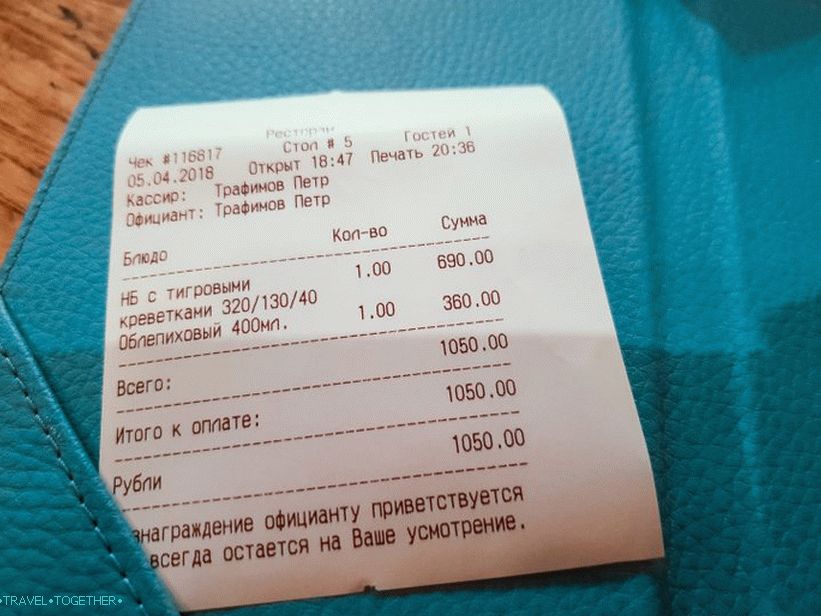 Ресторан
Чек #116817 Стол # 5 Гостей 1
05.04.2018 Открыт 18:47 Печать 20:36
Кассир: Трафимов Петр
Официант: Трафимов Петр
Блюдо Кол-во Сумма
НБ с тигровыми 1.00 690.00
креветками 320/130/40
Облепиховый 400мл. 1.00 360.00
1050.00
Всего:
1050.00
Итого к оплате:
1050.00
Рубли
знаграждение официанту приветствуется
всегда остается на Ваше усмотрение.
•TRAVEL•TOGETHER•